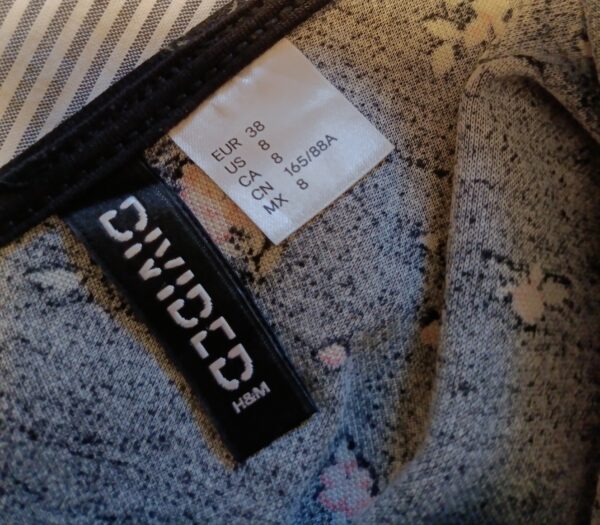 EUR 38
US 8
CA 8
CN 165/88A
MX 8
DIVIDED
H&M